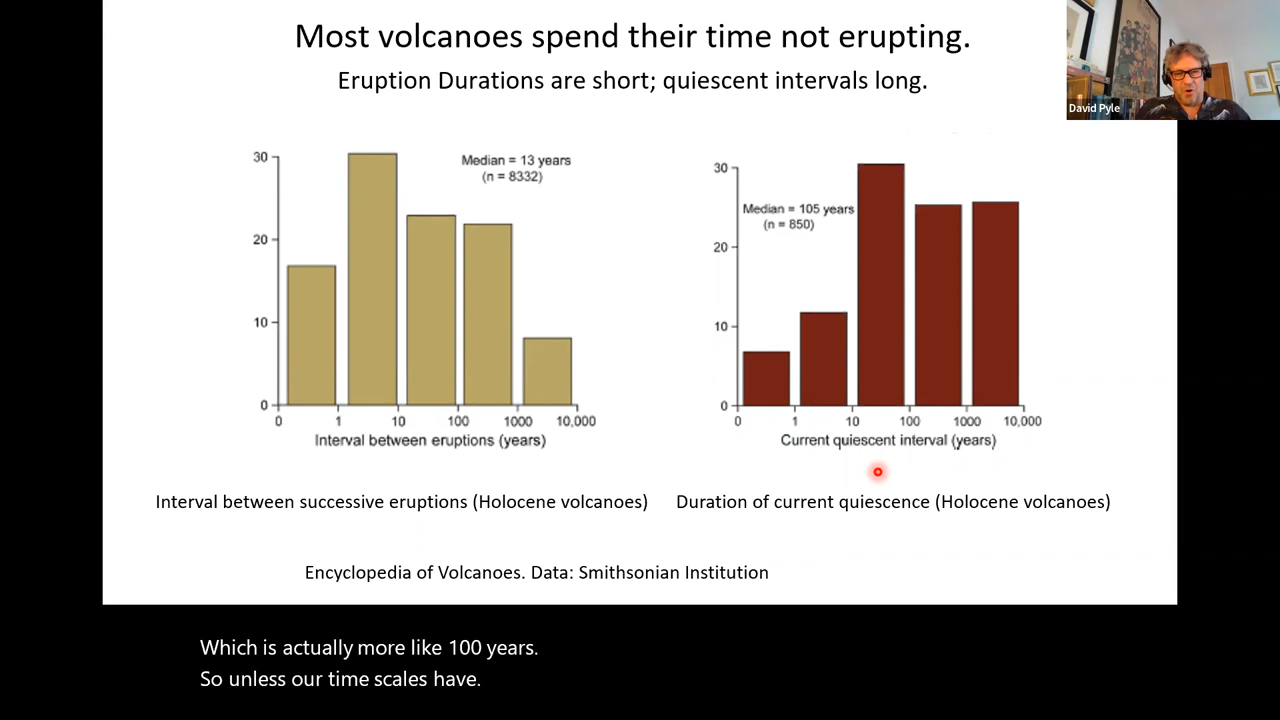 Most volcanoes spend their time not erupting.
Eruption Durations are short; quiescent intervals long.
David Pyle
30
20
10
0
Median = 13 years
(n = 8332)
0 1 10 100 1000 10,000
Interval between eruptions (years)
30
20
10
0
Median = 105 years
(n = 850)
0 1 10 100 1000 10,000
Current quiescent interval (years)
Interval between successive eruptions (Holocene volcanoes)
Duration of current quiescence (Holocene volcanoes)
Encyclopedia of Volcanoes. Data: Smithsonian Institution
Which is actually more like 100 years.
So unless our time scales have.